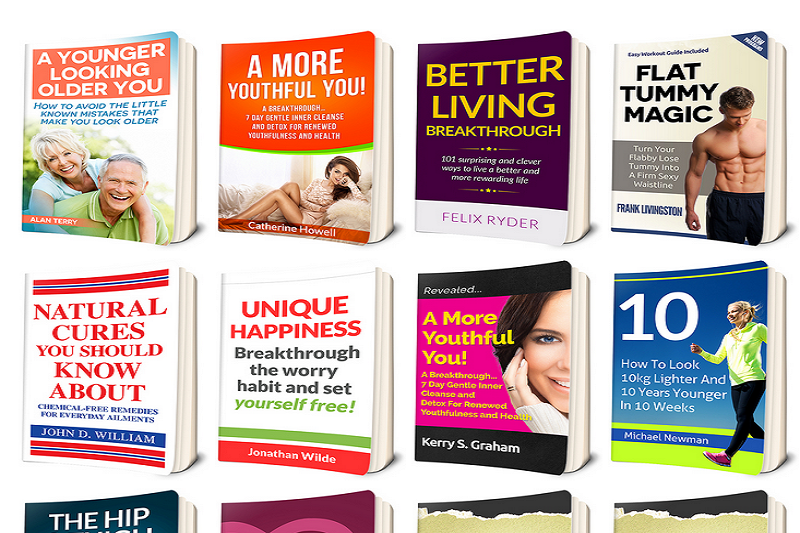 A YOUNGER
LOOKING
OLDER YOU
HOW TO AVOID THE LITTLE
KNOWN MISTAKES THAT
MAKE YOU LOOK OLDER
ALAN TERRY
A MORE
YOUTHFUL YOU!
A BREAKTHROUGH...
7 DAY GENTLE INNER CLEANSE
AND DETOX FOR RENEWED
YOUTHFULNESS AND HEALTH
Catherine Howell
BETTER
LIVING
BREAKTHROUGH
101 surprising and clever
ways to live a better and
more rewarding life
FELIX RYDER
Easy Workout Guide Included
FLAT
TUMMY
MAGIC
Turn Your
Flabby Lose
Tummy Into
A Firm Sexy
Waistline
FRANK LIVINGSTON
NATURAL
CURES
YOU SHOULD
KNOW
ABOUT
CHEMICAL-FREE REMEDIES
FOR EVERYDAY AILMENTS
JOHN D. WILLIAM
UNIQUE
HAPPINESS
Breakthrough
the worry
habit and set
yourself free!
Jonathan Wilde
Revealed...
A More
Youthful
You!
A Breakthrough...
7 Day Gentle Inner
Cleanse and
Detox For Renewed
Youthfulness and Health
Kerry S. Graham
10
How To Look
10kg Lighter And
10 Years Younger
In 10 Weeks
Michael Newman
THE HIP